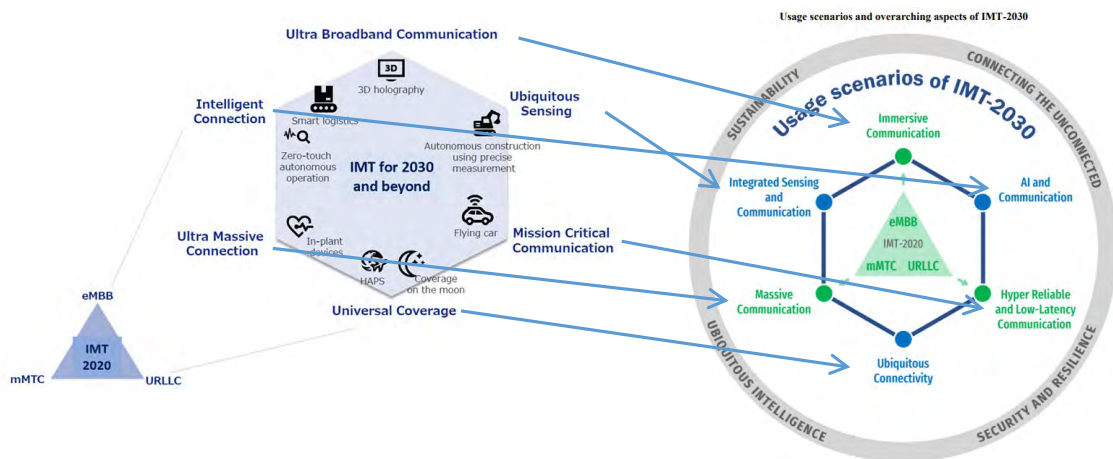 Usage scenarios and overarching aspects of IMT-2030
Ultra Broadband Communication
3D
3D holography
Intelligent
Connection
Smart logistics
Ubiquitous
Sensing
Zero-touch
autonomous
operation
Autonomous construction
using precise
measurement
IMT for 2030
and beyond
Flying car
Ultra Massive
Connection
In-plant
devices
HAPS
Coverage
on the moon
Mission Critical
Communication
Universal Coverage
eMBB
IMT
2020
mMTC
URLLC
SUSTAINABILITY
CONNECTING THE UNCONNECTED
UBIQUITOUS INTELLIGENCE
SECURITY AND RESILIENCE
Usage scenarios of IMT-2030
Immersive
Communication
Integrated Sensing
and
Communication
AI and
Communication
eMBB
IMT-2020
mMTC
URLLC
Massive
Communication
Hyper Reliable
and Low-Latency
Communication
Ubiquitous
Connectivity